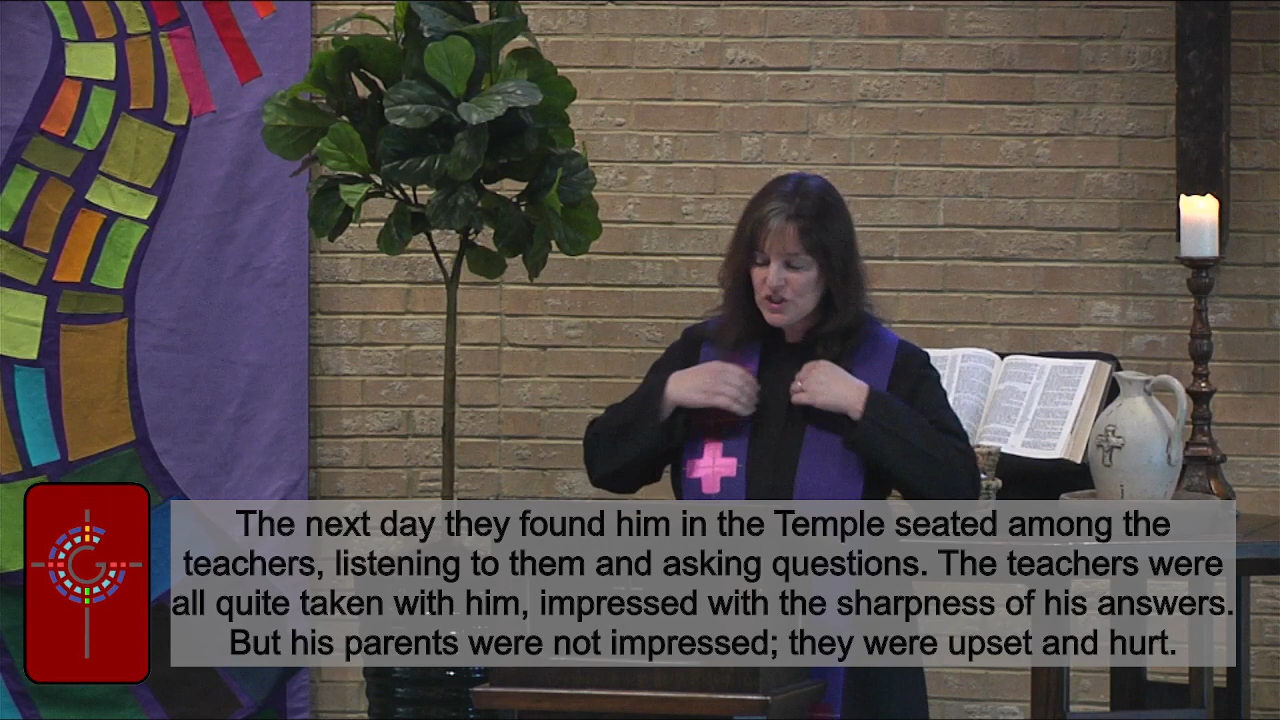 The next day they found him in the Temple seated among the
teachers, listening to them and asking questions. The teachers were
all quite taken with him, impressed with the sharpness of his answers.
But his parents were not impressed; they were upset and hurt.